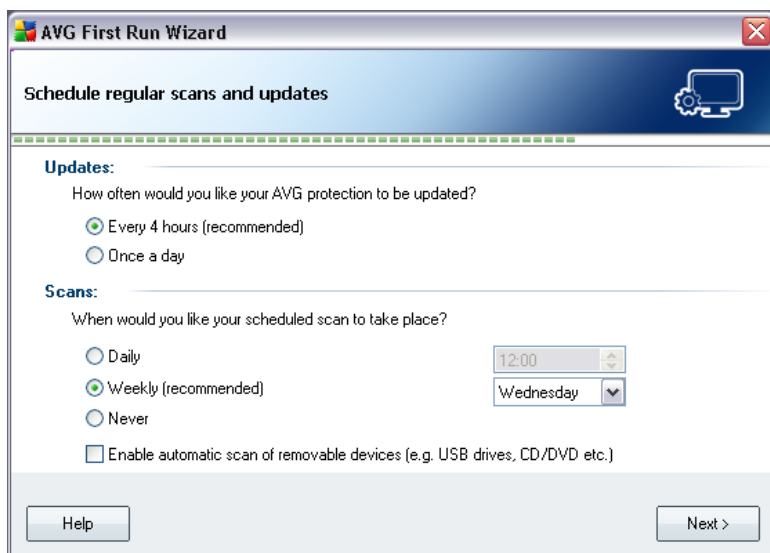 AVG First Run Wizard
Schedule regular scans and updates
Updates:
How often would you like your AVG protection to be updated?
Every 4 hours (recommended)
Once a day
Scans:
When would you like your scheduled scan to take place?
Daily
12:00
Weekly (recommended)
Wednesday
Never
Enable automatic scan of removable devices (e.g. USB drives, CD/DVD etc.)
Help
Next >